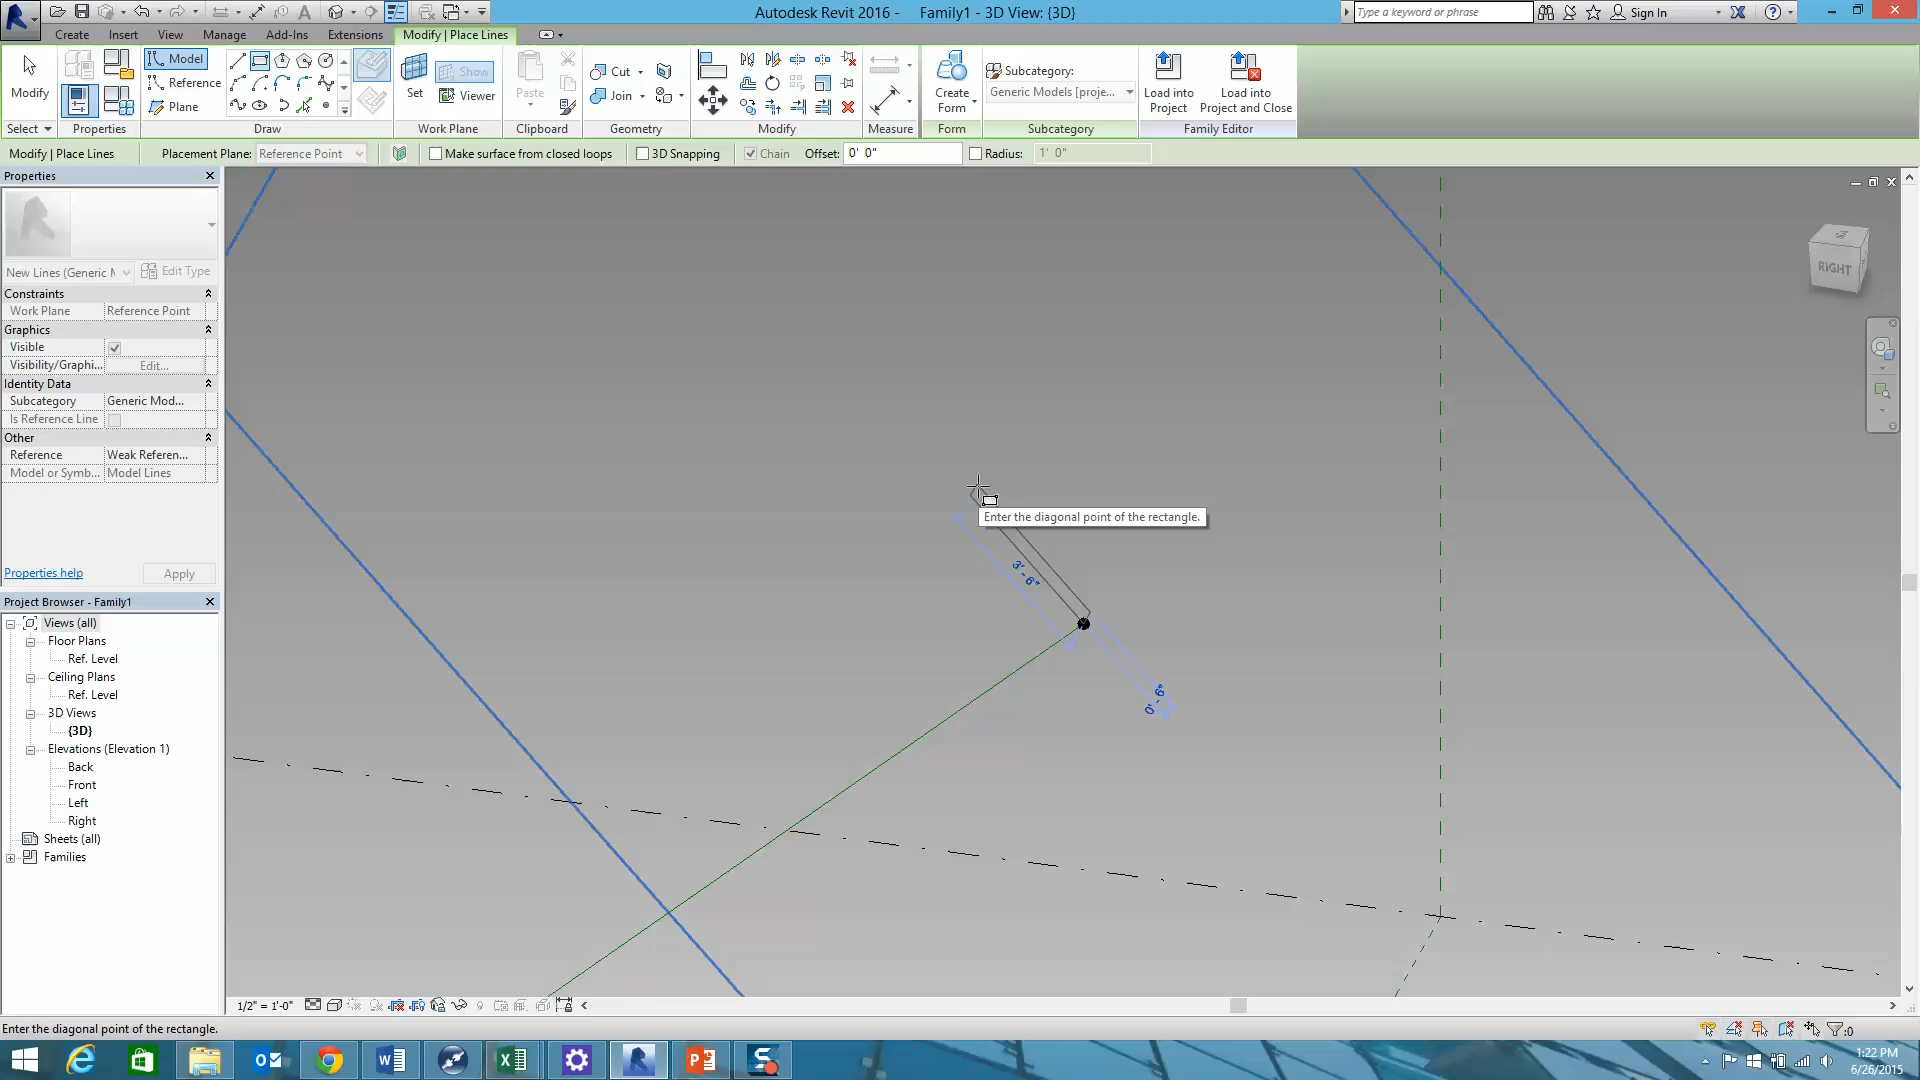 Autodesk Revit 2016 - Family1 - 3D View: {3D}
Type a keyword or phrase
Sign In
Create Insert View Manage Add-Ins Extensions Modify | Place Lines
Modify
Model
Reference
Plane
Set
Show
Viewer
Paste
Cut
Join
Create
Form
Subcategory:
Generic Models [proje...
Load into
Project
Load into
Project and Close
Select Properties Draw Work Plane Clipboard Geometry Modify Measure Form Subcategory Family Editor
Modify | Place Lines
Placement Plane: Reference Point
Make surface from closed loops
3D Snapping
Chain
Offset: 0' 0"
Radius: 1' 0"
Properties
New Lines (Generic M
Edit Type
Constraints
Work Plane Reference Point
Graphics
Visible
Visibility/Graphi... Edit...
Identity Data
Subcategory Generic Mod...
Is Reference Line
Other
Reference Weak Referen...
Model or Symb... Model Lines
Properties help
Apply
Project Browser - Family1
Views (all)
Floor Plans
Ref. Level
Ceiling Plans
Ref. Level
3D Views
{3D}
Elevations (Elevation 1)
Back
Front
Left
Right
Sheets (all)
Families
RIGHT
Enter the diagonal point of the rectangle.
3' - 6"
0' - 6"
1/2" = 1'-0"
Enter the diagonal point of the rectangle.
:0
1:22 PM
6/26/2015